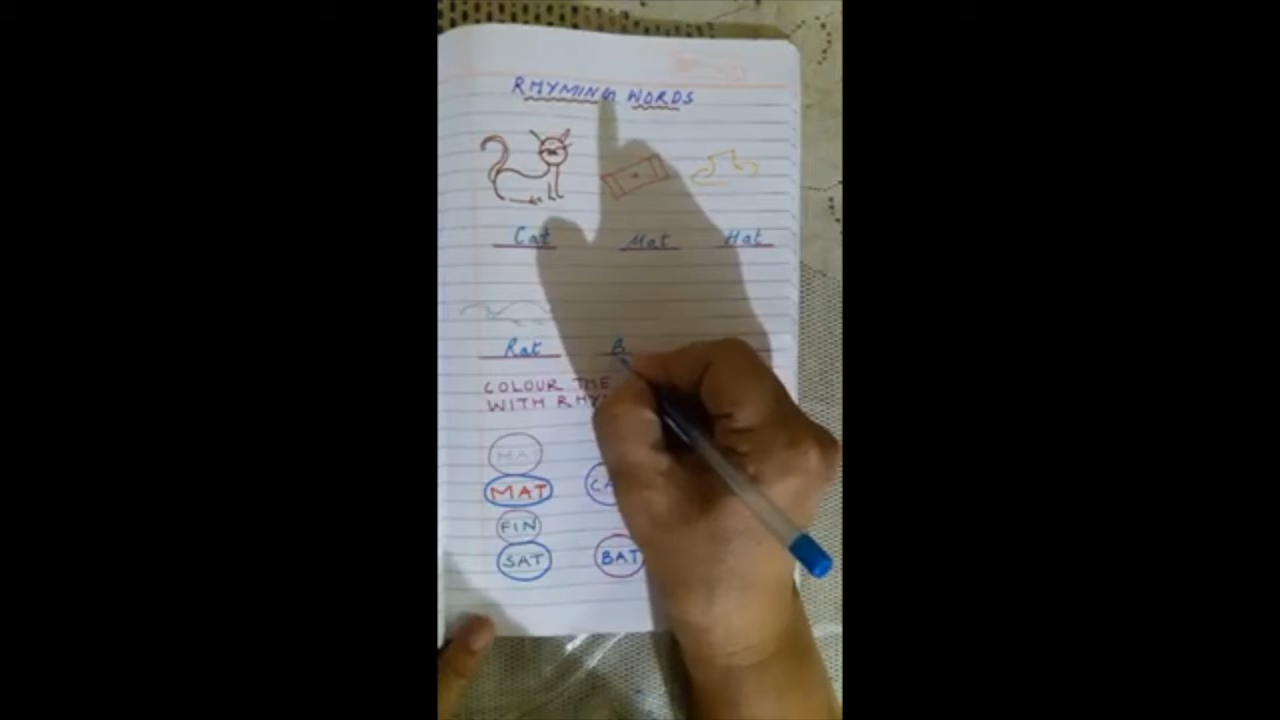 RHYMING WORDS
Cat Mat Hat
Rat B
COLOUR THE
WITH RHY
MAT
FIN
SAT BAT